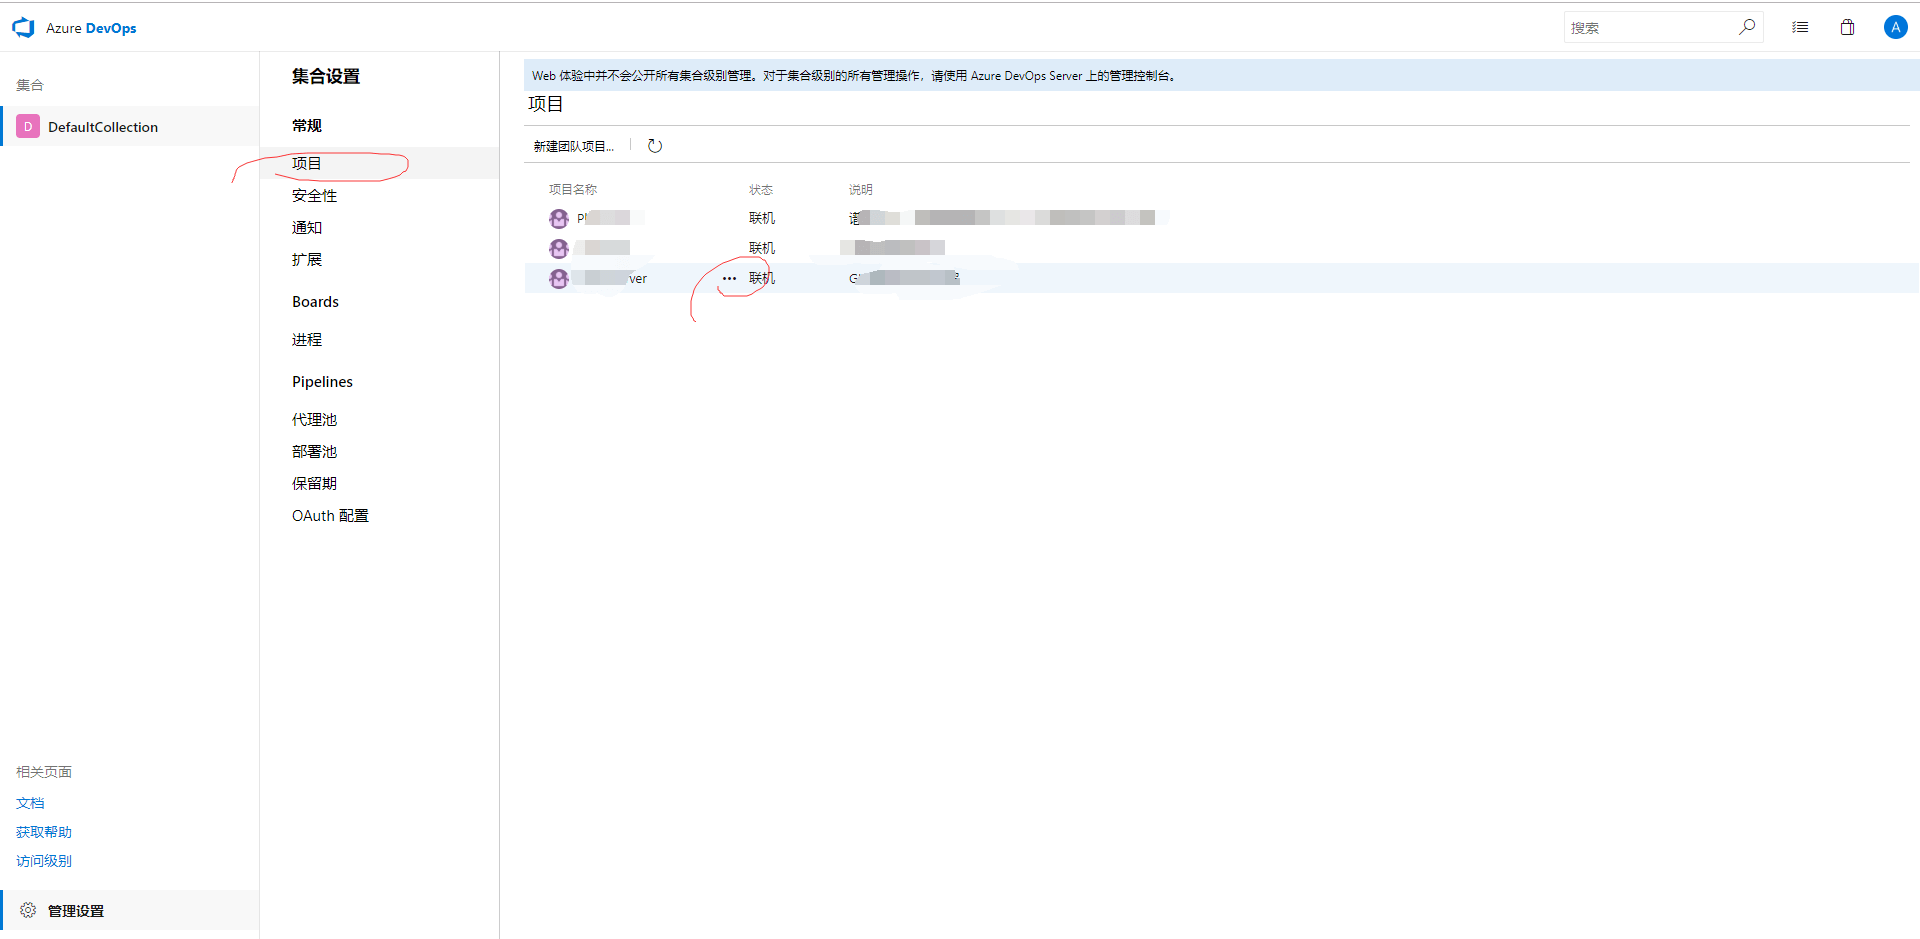 Azure DevOps
搜索
A
集合
D DefaultCollection
相关页面
文档
获取帮助
访问级别
管理设置
集合设置
常规
项目
安全性
通知
扩展
Boards
进程
Pipelines
代理池
部署池
保留期
OAuth 配置
Web 体验中并不会公开所有集合级别管理。对于集合级别的所有管理操作，请使用 Azure DevOps Server 上的管理控制台。
项目
新建团队项目...
项目名称 状态 说明
联机
联机
ver ··· 联机 G